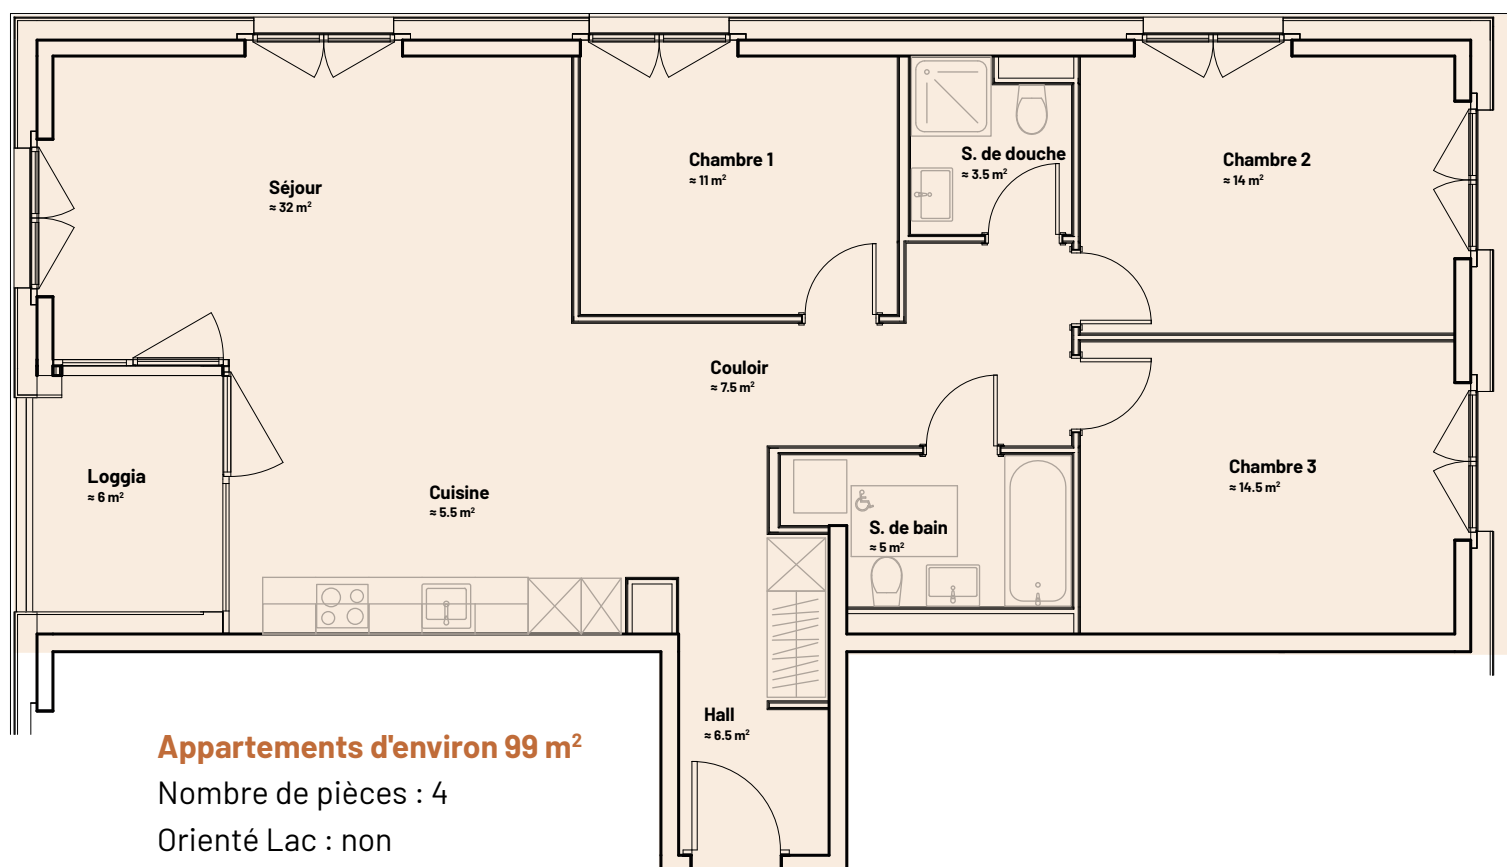 Chambre 1
≈ 11 m²
S. de douche
≈ 3.5 m²
Chambre 2
≈ 14 m²
Séjour
≈ 32 m²
Couloir
≈ 7.5 m²
Loggia
≈ 6 m²
Cuisine
≈ 5.5 m²
Chambre 3
≈ 14.5 m²
S. de bain
≈ 5 m²
Hall
≈ 6.5 m²
Appartements d'environ 99 m²
Nombre de pièces : 4
Orienté Lac : non